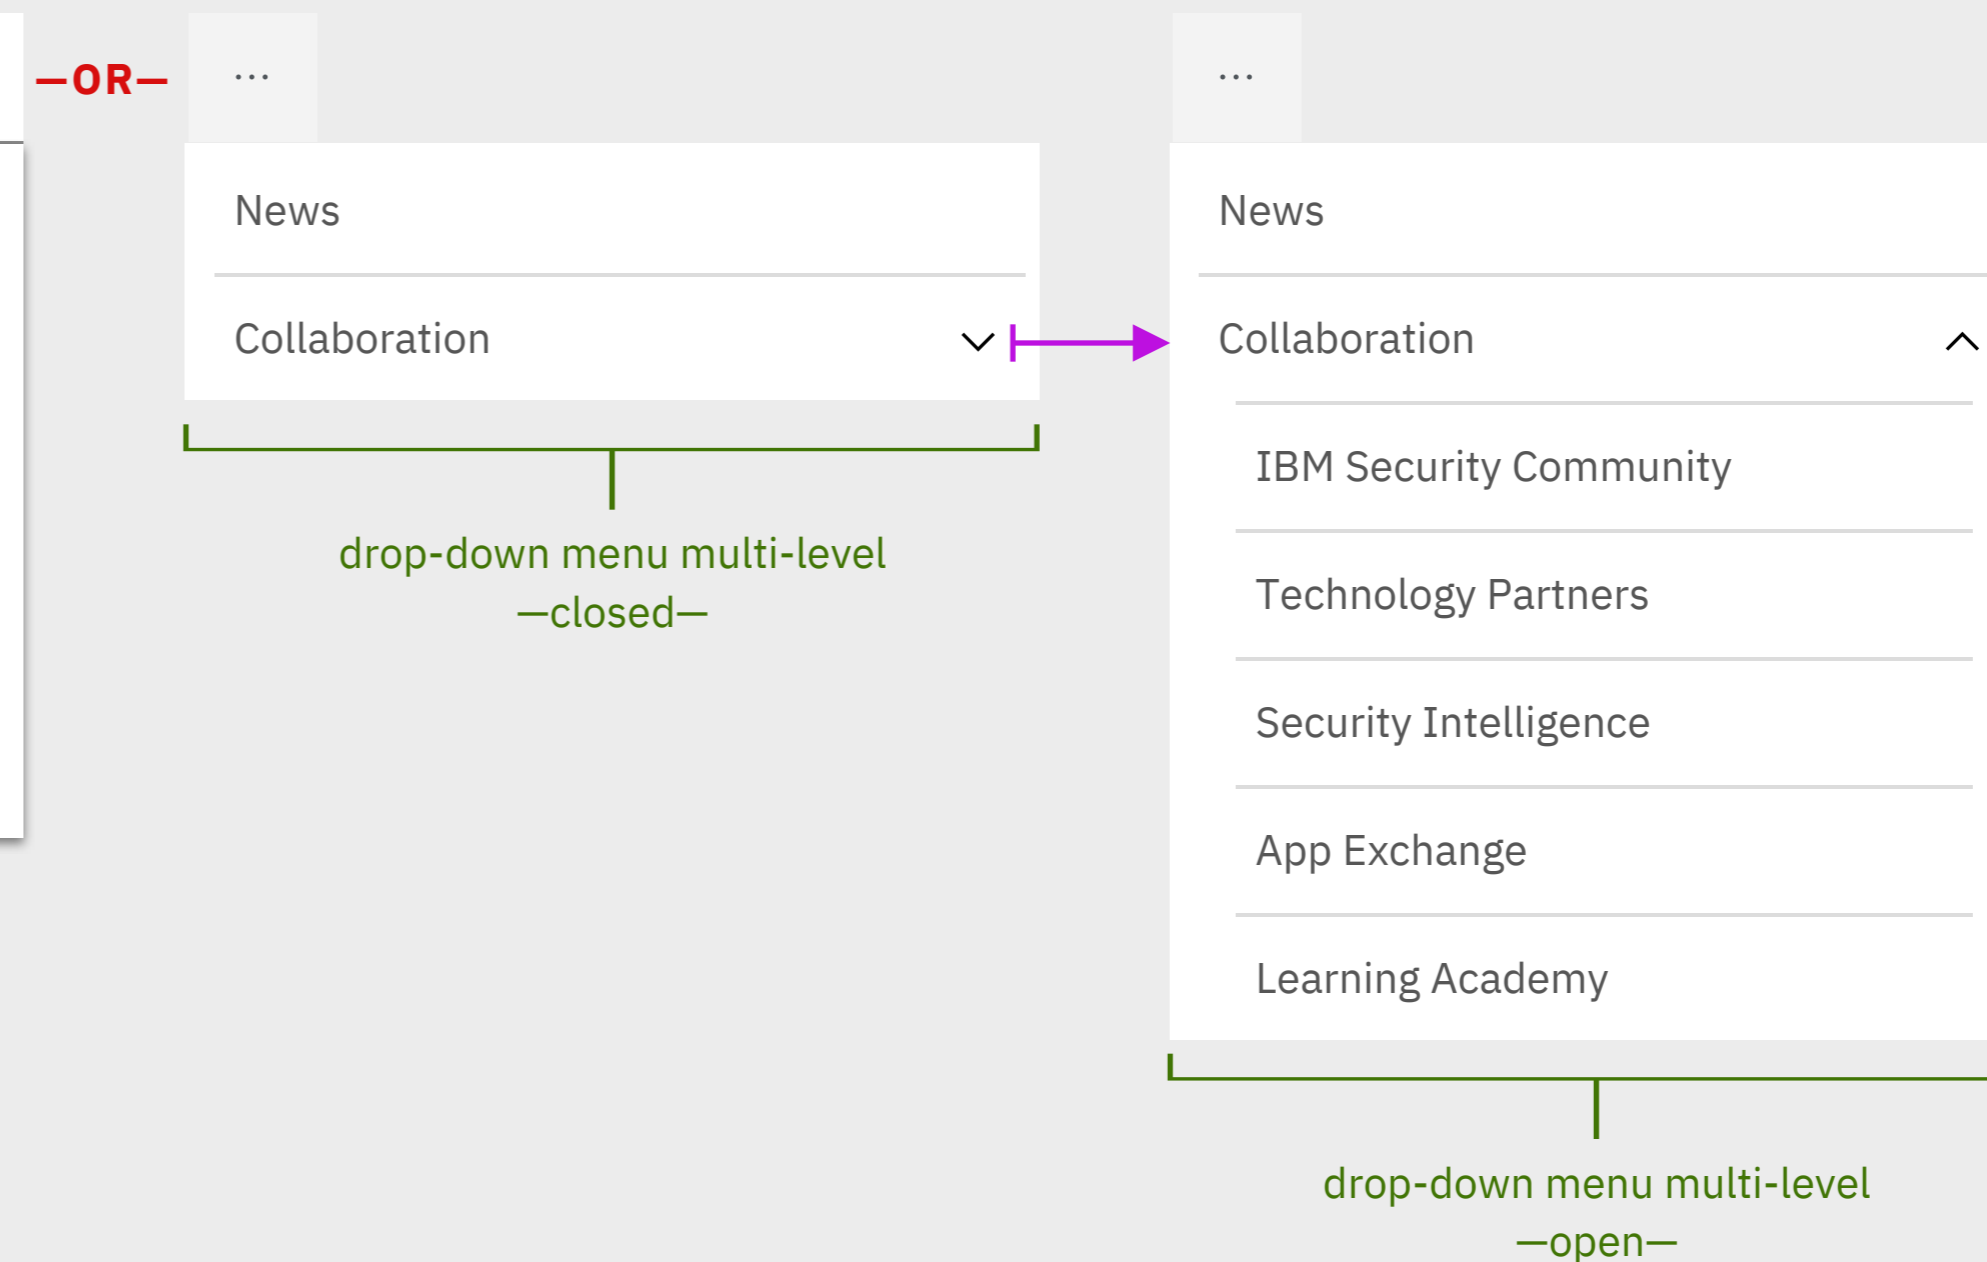 —OR—
...
News
Collaboration
drop-down menu multi-level
—closed—
...
News
Collaboration
IBM Security Community
Technology Partners
Security Intelligence
App Exchange
Learning Academy
drop-down menu multi-level
—open—